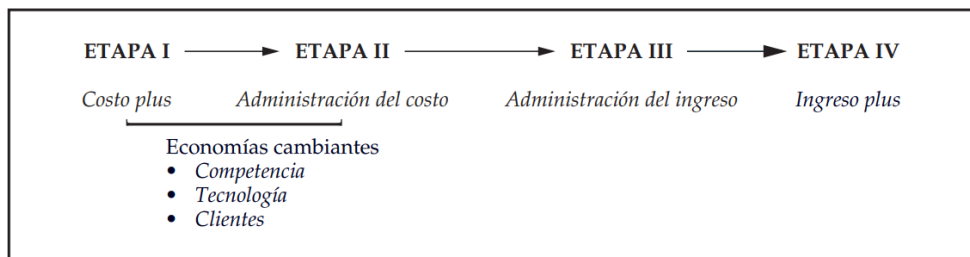 ETAPA I ETAPA II ETAPA III ETAPA IV
Costo plus Administración del costo Administración del ingreso Ingreso plus
Economías cambiantes
• Competencia
• Tecnología
• Clientes